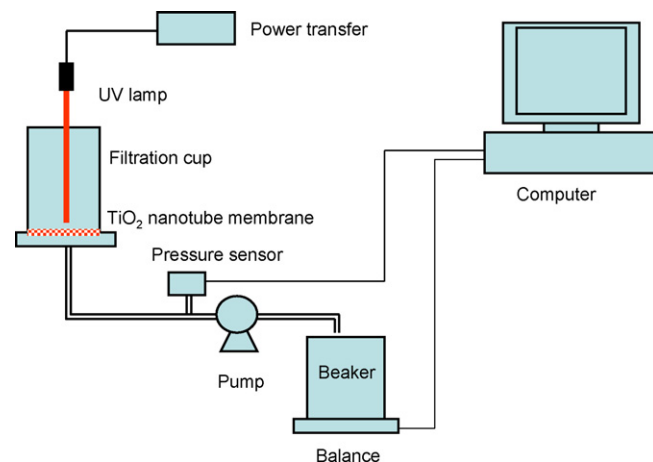 Power transfer
UV lamp
Filtration cup
Computer
TiO₂ nanotube membrane
Pressure sensor
Pump
Beaker
Balance